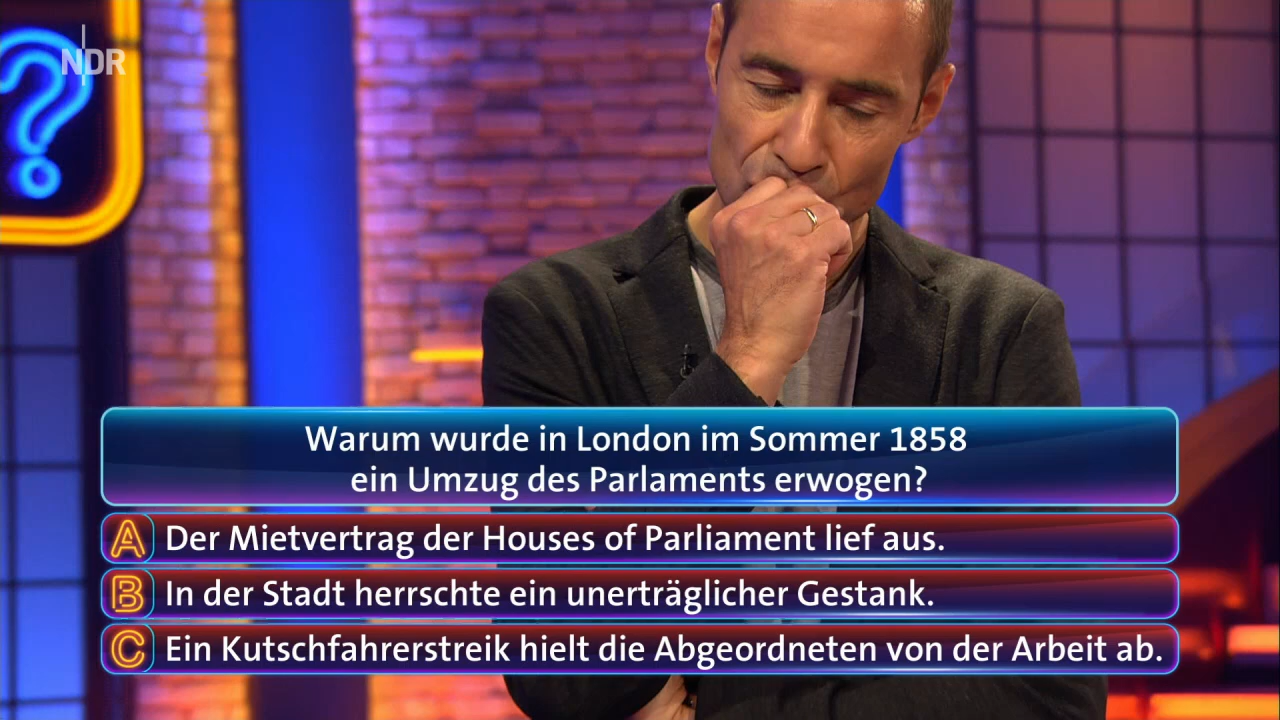 NDR
?
Warum wurde in London im Sommer 1858
ein Umzug des Parlaments erwogen?
A Der Mietvertrag der Houses of Parliament lief aus.
B In der Stadt herrschte ein unerträglicher Gestank.
C Ein Kutschfahrerstreik hielt die Abgeordneten von der Arbeit ab.